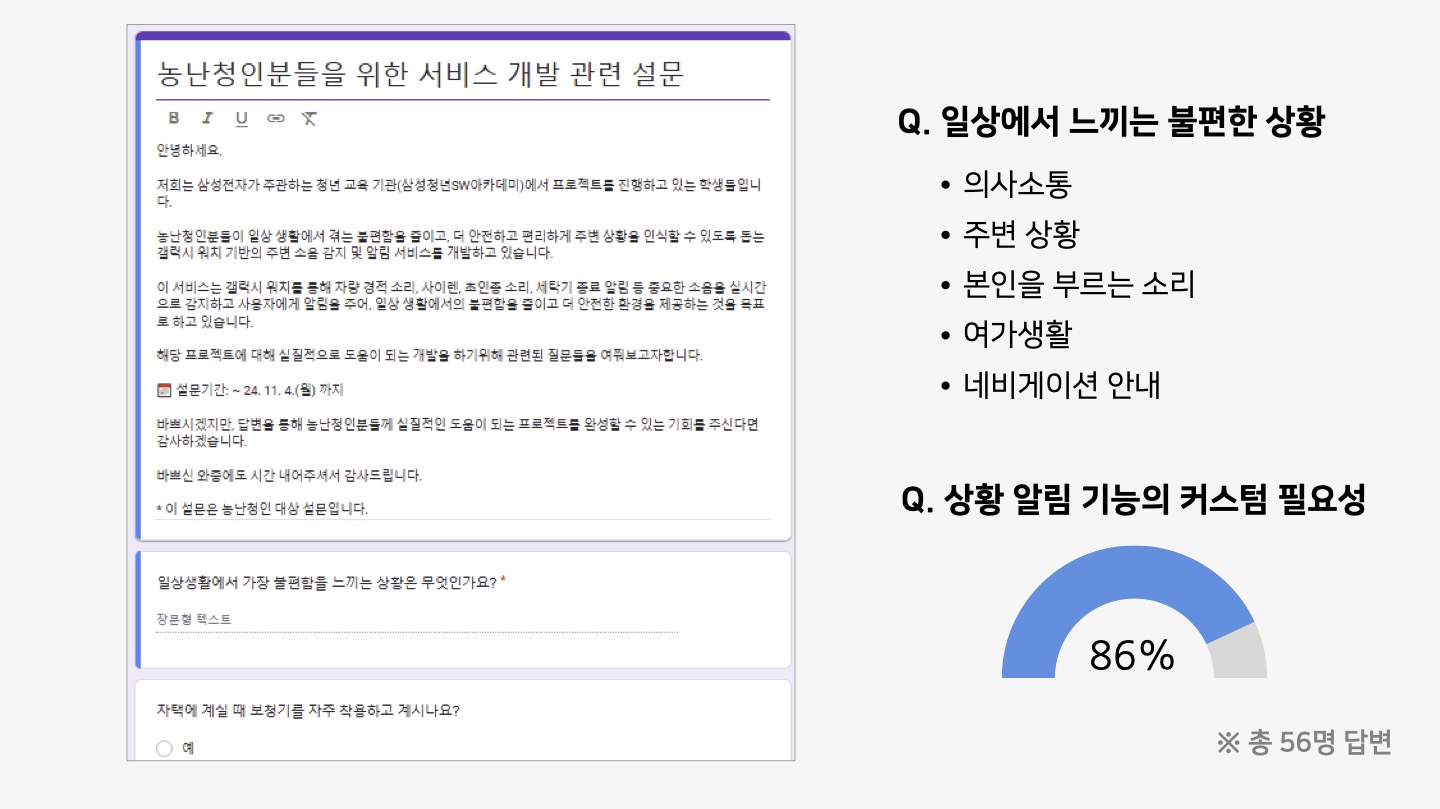 농난청인분들을 위한 서비스 개발 관련 설문
B I U
안녕하세요.
저희는 삼성전자가 주관하는 청년 교육 기관(삼성청년SW아카데미)에서 프로젝트를 진행하고 있는 학생들입니
다.
농난청인분들이 일상 생활에서 겪는 불편함을 줄이고, 더 안전하고 편리하게 주변 상황을 인식할 수 있도록 돕는
갤럭시 워치 기반의 주변 소음 감지 및 알림 서비스를 개발하고 있습니다.
이 서비스는 갤럭시 워치를 통해 차량 경적 소리, 사이렌, 초인종 소리, 세탁기 종료 알림 등 중요한 소음을 실시간
으로 감지하고 사용자에게 알림을 주어, 일상 생활에서의 불편함을 줄이고 더 안전한 환경을 제공하는 것을 목표
로 하고 있습니다.
해당 프로젝트에 대해 실질적으로 도움이 되는 개발을 하기위해 관련된 질문들을 여쭤보고자합니다.
설문기간: ~ 24. 11. 4.(월) 까지
바쁘시겠지만, 답변을 통해 농난청인분들께 실질적인 도움이 되는 프로젝트를 완성할 수 있는 기회를 주신다면
감사하겠습니다.
바쁘신 와중에도 시간 내어주셔서 감사드립니다.
* 이 설문은 농난청인 대상 설문입니다.
일상생활에서 가장 불편함을 느끼는 상황은 무엇인가요? *
장문형 텍스트
자택에 계실 때 보청기를 자주 착용하고 계시나요?
예
Q. 일상에서 느끼는 불편한 상황
• 의사소통
• 주변 상황
• 본인을 부르는 소리
• 여가생활
• 네비게이션 안내
Q. 상황 알림 기능의 커스텀 필요성
86%
※ 총 56명 답변